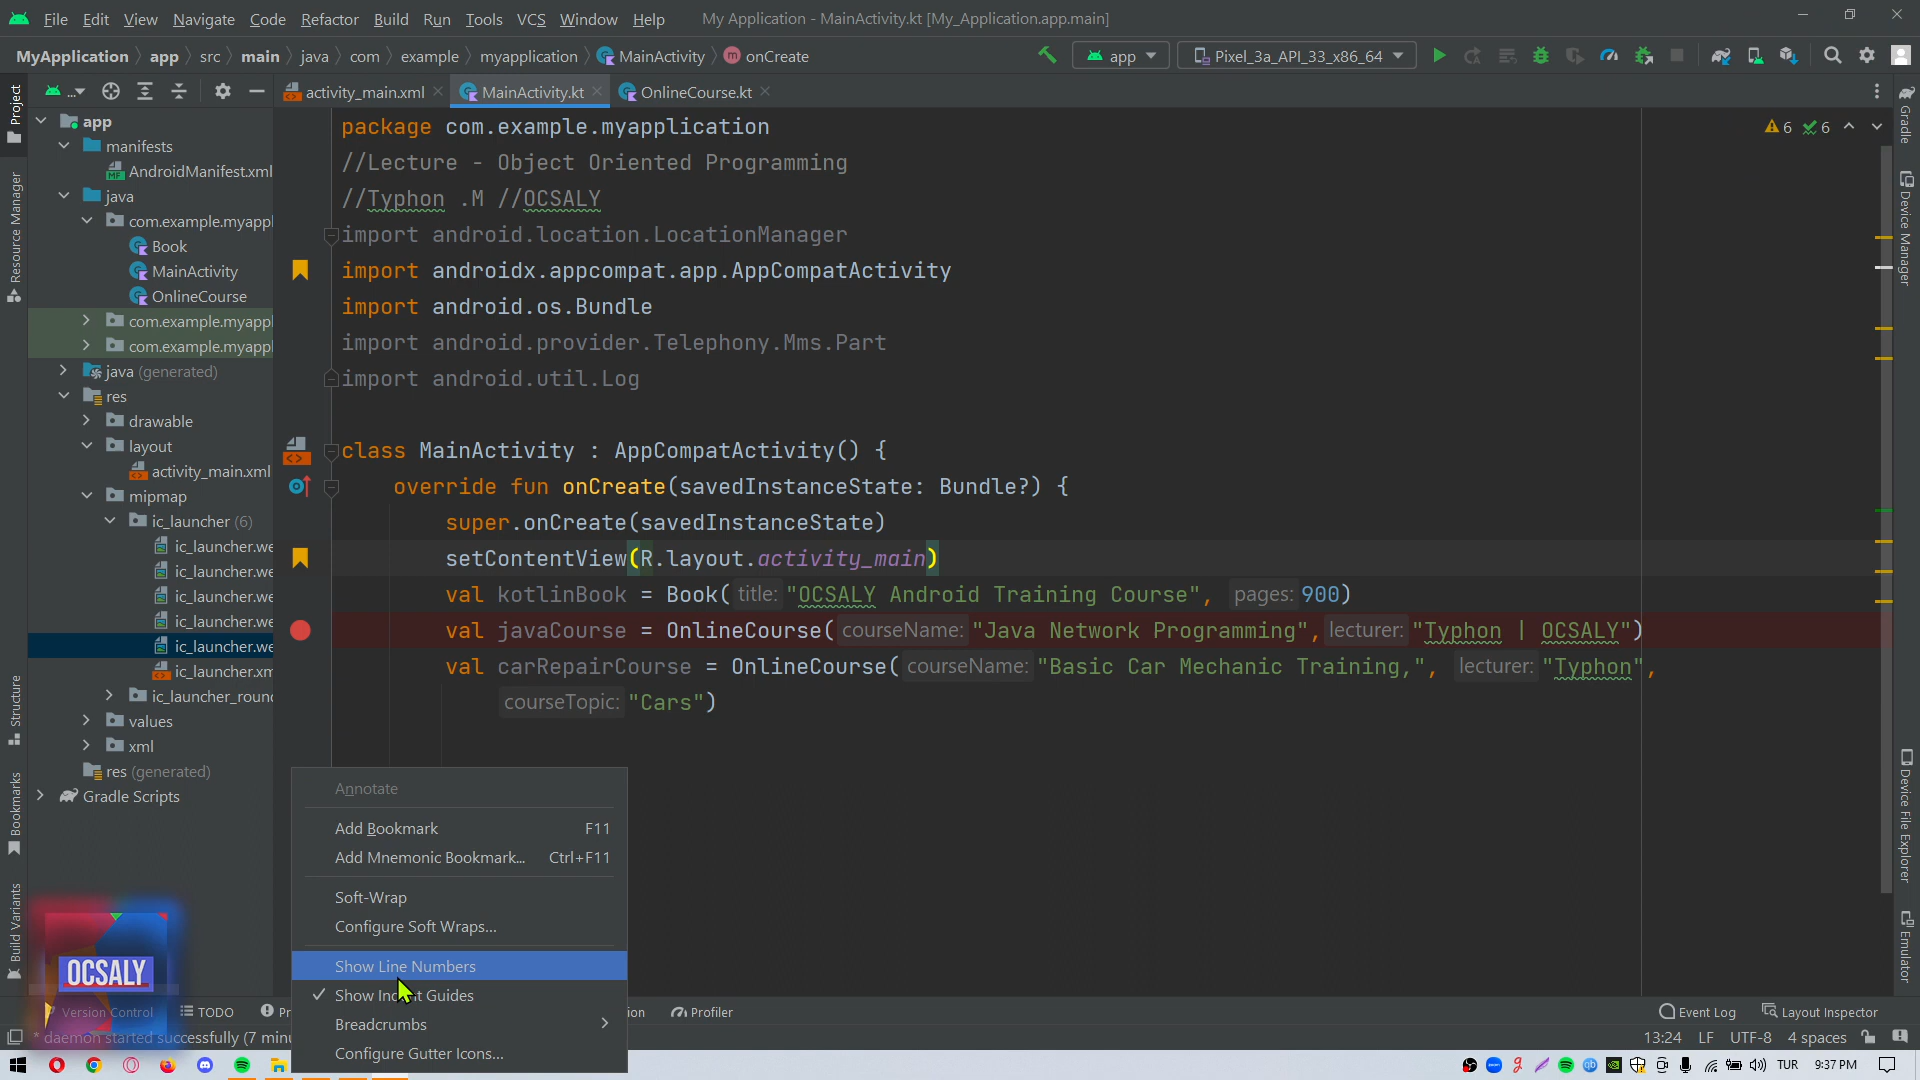 File Edit View Navigate Code Refactor Build Run Tools VCS Window Help My Application - MainActivity.kt [My_Application.app.main]
MyApplication app src main java com example myapplication MainActivity onCreate app Pixel_3a_API_33_x86_64
Project
... activity_main.xml MainActivity.kt OnlineCourse.kt
app
manifests
AndroidManifest.xml
java
com.example.myappl
Book
MainActivity
OnlineCourse
com.example.myappl
com.example.myappl
java (generated)
res
drawable
layout
activity_main.xml
mipmap
ic_launcher (6)
ic_launcher.we
ic_launcher.we
ic_launcher.we
ic_launcher.we
ic_launcher.we
ic_launcher.xm
ic_launcher_round
values
xml
res (generated)
Gradle Scripts
Resource Manager
Structure
Bookmarks
Build Variants
package com.example.myapplication
//Lecture - Object Oriented Programming
//Typhon .M //OCSALY
import android.location.LocationManager
import androidx.appcompat.app.AppCompatActivity
import android.os.Bundle
import android.provider.Telephony.Mms.Part
import android.util.Log
class MainActivity : AppCompatActivity() {
override fun onCreate(savedInstanceState: Bundle?) {
super.onCreate(savedInstanceState)
setContentView(R.layout.activity_main)
val kotlinBook = Book( title: "OCSALY Android Training Course", pages: 900)
val javaCourse = OnlineCourse( courseName: "Java Network Programming", lecturer: "Typhon | OCSALY")
val carRepairCourse = OnlineCourse( courseName: "Basic Car Mechanic Training,", lecturer: "Typhon",
courseTopic: "Cars")
6 6
Gradle
Device Manager
Device File Explorer
Emulator
Annotate
Add Bookmark F11
Add Mnemonic Bookmark... Ctrl+F11
Soft-Wrap
Configure Soft Wraps...
Show Line Numbers
Show Indent Guides
Breadcrumbs
Configure Gutter Icons...
OCSALY
Version Control TODO Profiler Event Log Layout Inspector
* daemon started successfully (7 minu 13:24 LF UTF-8 4 spaces
TUR 9:37 PM